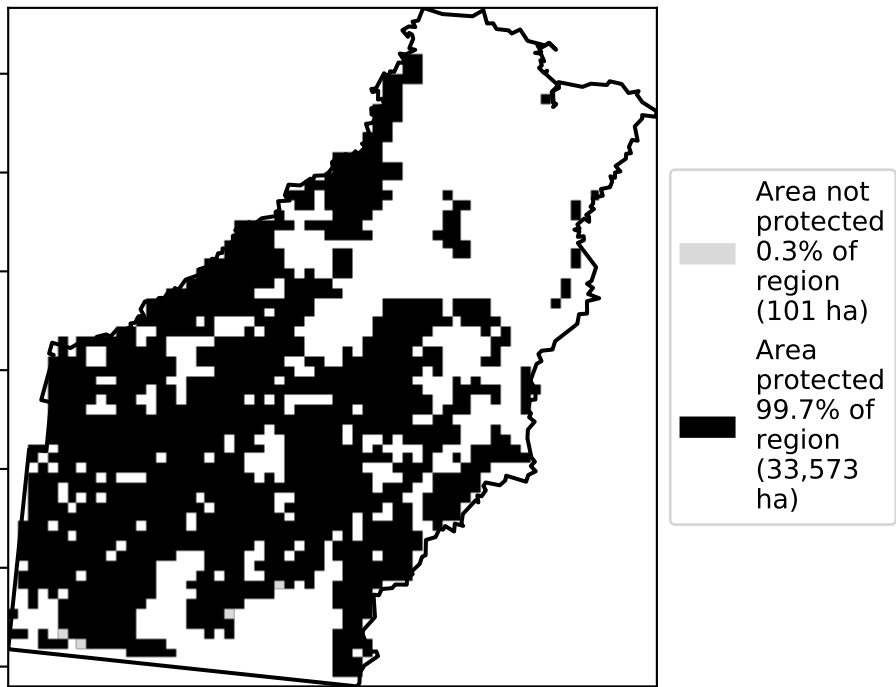 Area not
protected
0.3% of
region
(101 ha)
Area
protected
99.7% of
region
(33,573
ha)